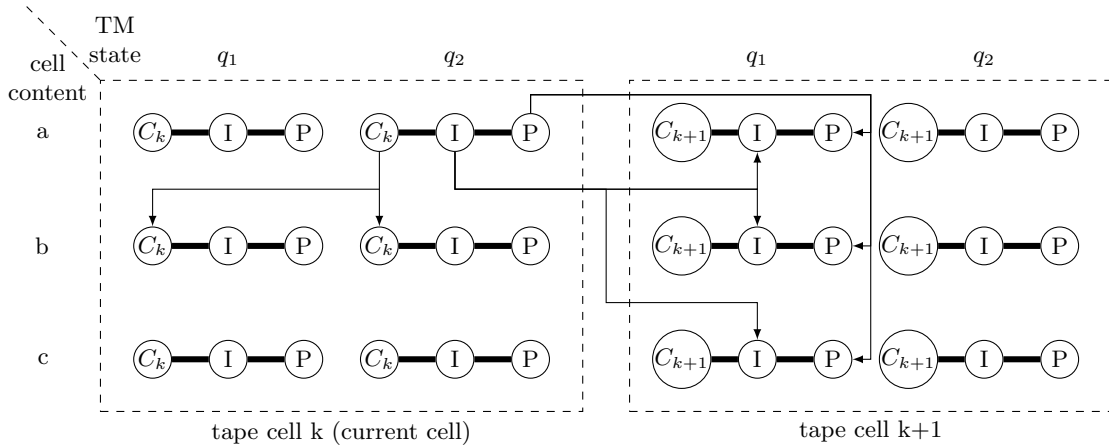 TM
state
cell
content
q1 q2 q1 q2
a Ck I P Ck I P Ck+1 I P Ck+1 I P
b Ck I P Ck I P Ck+1 I P Ck+1 I P
c Ck I P Ck I P Ck+1 I P Ck+1 I P
tape cell k (current cell) tape cell k+1